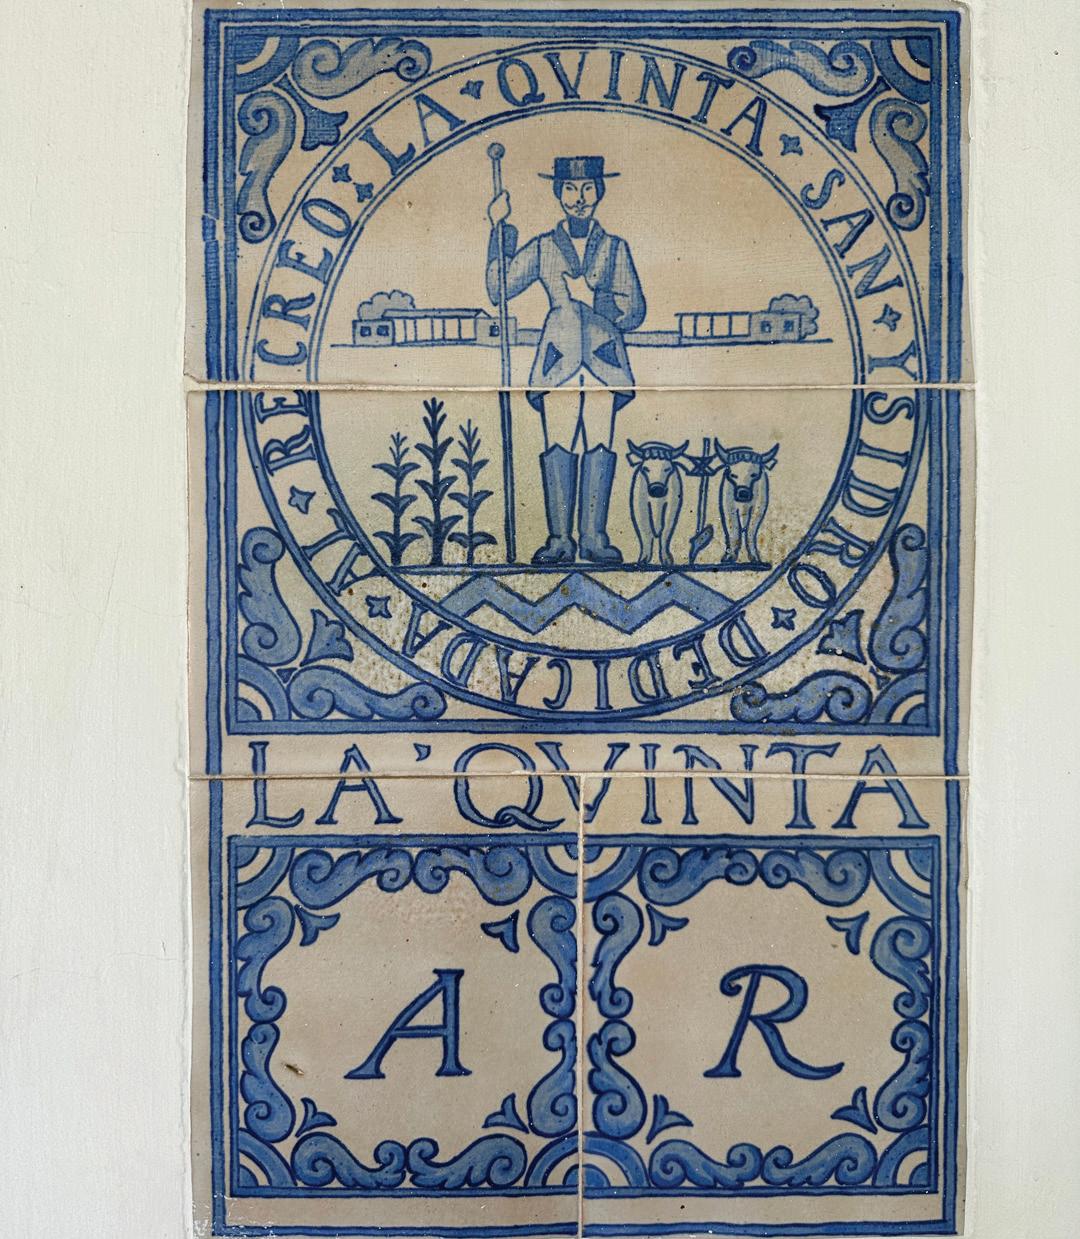 LA · QVINTA · SAN · YSIDRO · DEDICADA · AL · RECREO :
LA' QVINTA
A R